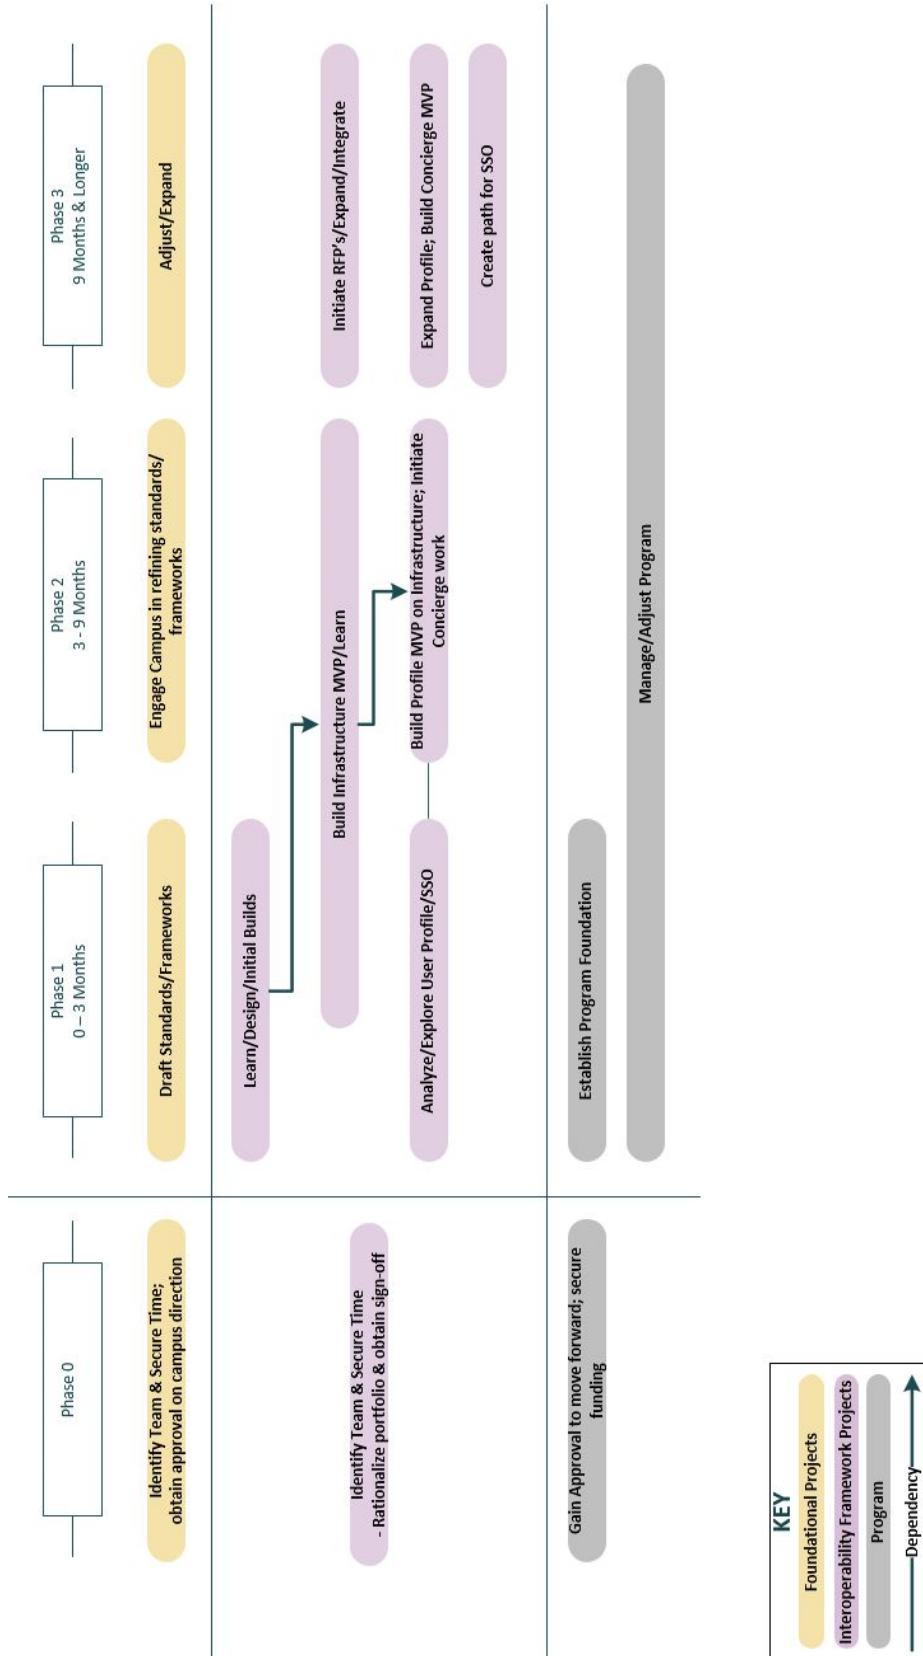 Phase 0
Phase 1
0 – 3 Months
Phase 2
3 - 9 Months
Phase 3
9 Months & Longer
Identify Team & Secure Time;
obtain approval on campus direction
Draft Standards/Frameworks
Engage Campus in refining standards/
frameworks
Adjust/Expand
Identify Team & Secure Time
- Rationalize portfolio & obtain sign-off
Learn/Design/Initial Builds
Build Infrastructure MVP/Learn
Initiate RFP's/Expand/Integrate
Analyze/Explore User Profile/SSO
Build Profile MVP on Infrastructure; Initiate
Concierge work
Expand Profile; Build Concierge MVP
Create path for SSO
Gain Approval to move forward; secure
funding
Establish Program Foundation
Manage/Adjust Program
KEY
Foundational Projects
Interoperability Framework Projects
Program
Dependency